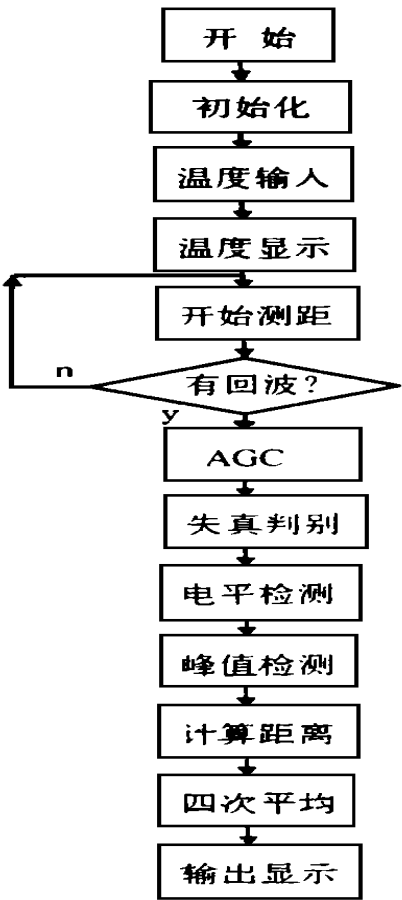 开 始
初始化
温度输入
温度显示
开始测距
n
有回波?
y
AGC
失真判别
电平检测
峰值检测
计算距离
四次平均
输出显示